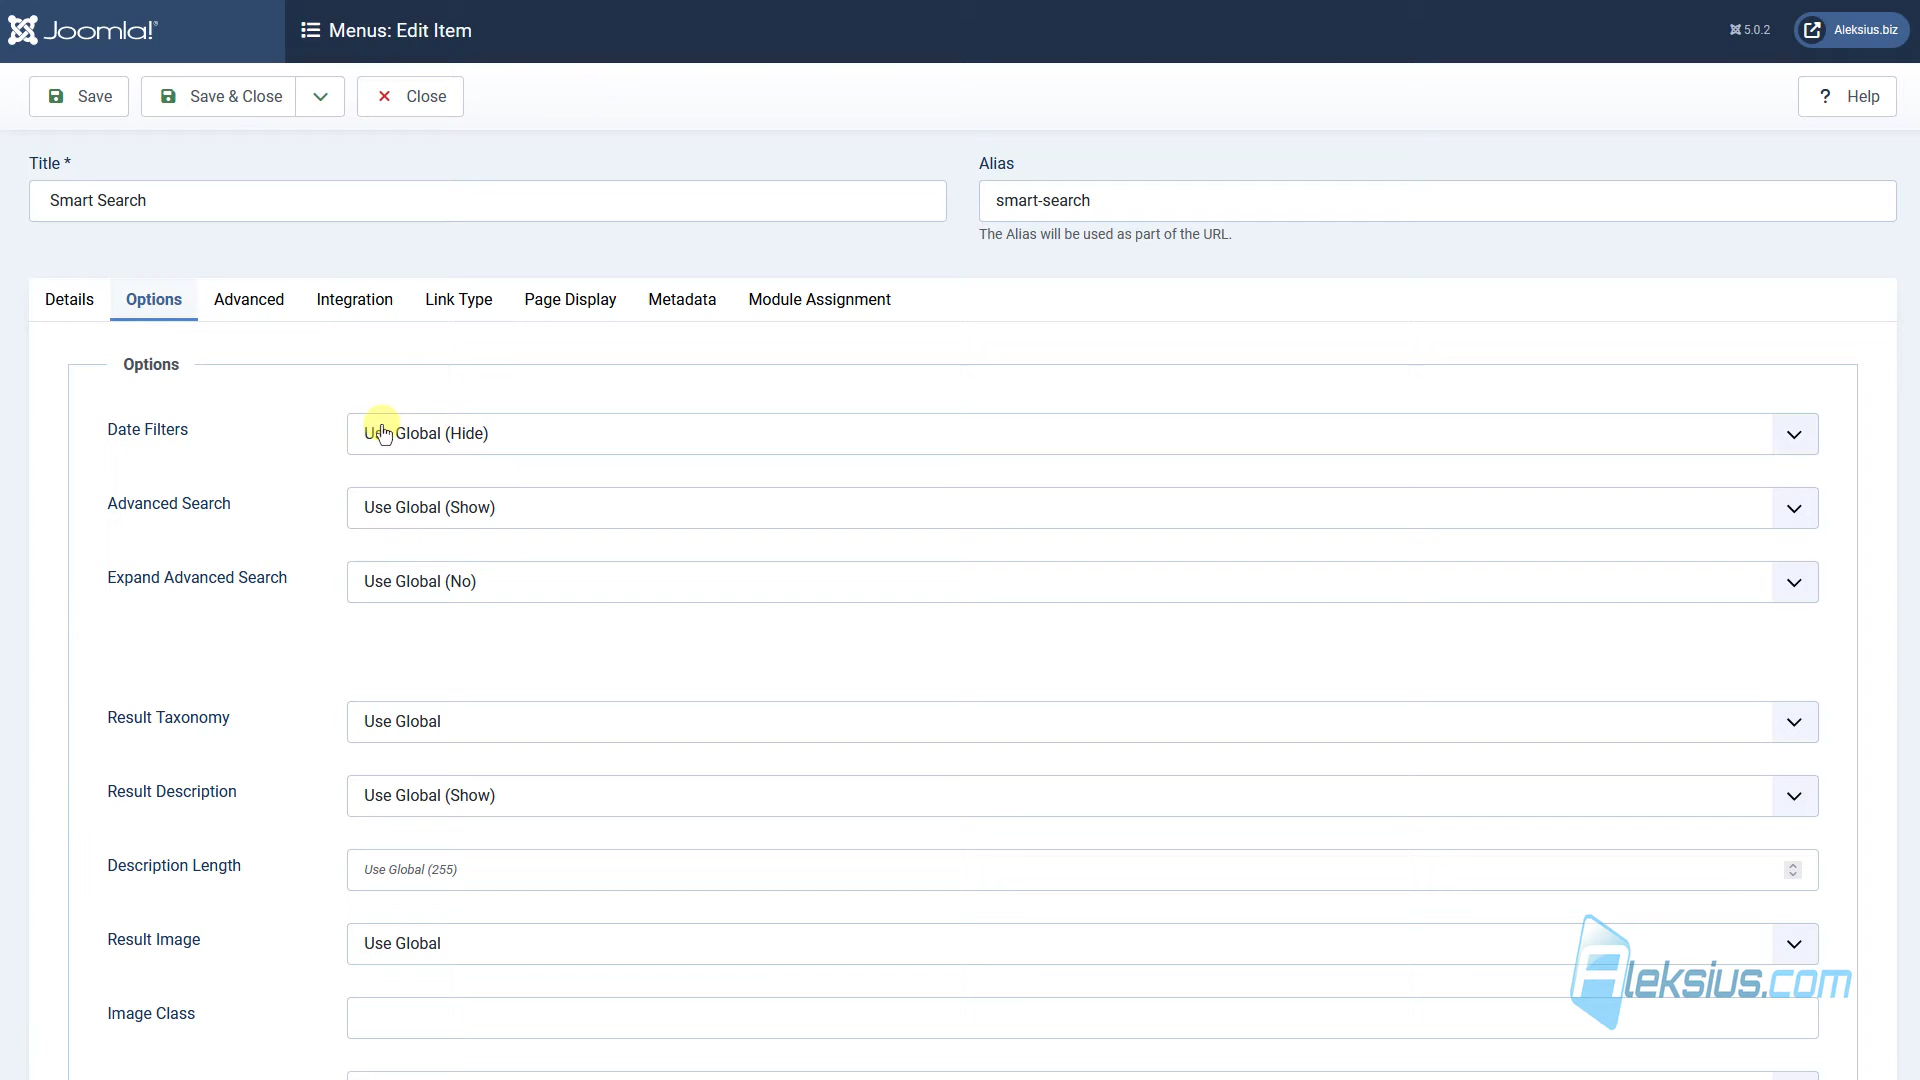 Joomla!
Menus: Edit Item
5.0.2
Aleksius.biz
Save
Save & Close
Close
? Help
Title *
Alias
Smart Search
smart-search
The Alias will be used as part of the URL.
Details Options Advanced Integration Link Type Page Display Metadata Module Assignment
Options
Date Filters
Use Global (Hide)
Advanced Search
Use Global (Show)
Expand Advanced Search
Use Global (No)
Result Taxonomy
Use Global
Result Description
Use Global (Show)
Description Length
Use Global (255)
Result Image
Use Global
Aleksius.com
Image Class